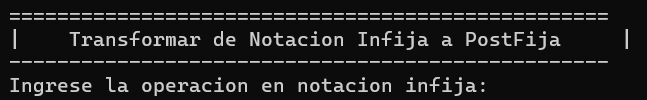 ==================================================
|    Transformar de Notacion Infija a PostFija     |
--------------------------------------------------
Ingrese la operacion en notacion infija: